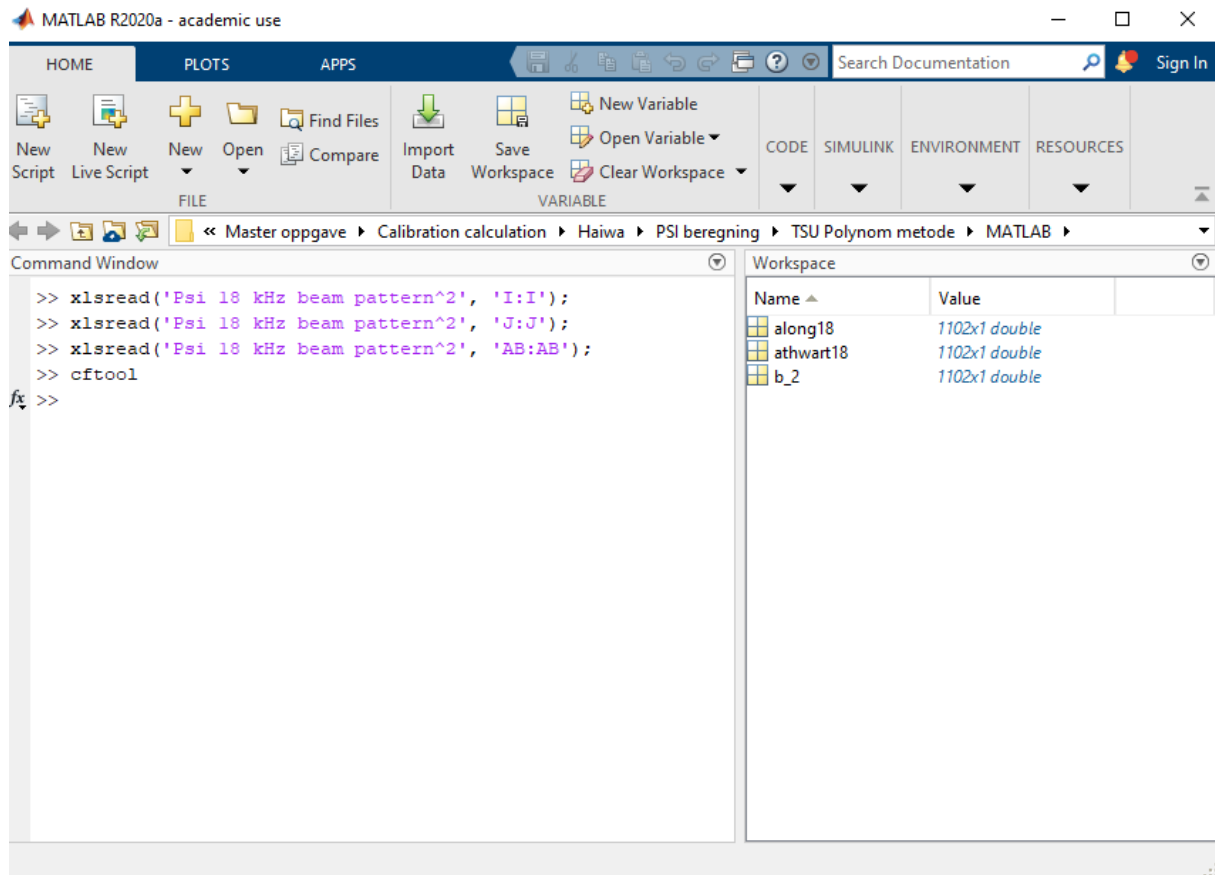 MATLAB R2020a - academic use
HOME PLOTS APPS Search Documentation Sign In
New Script
New Live Script
New
Open
Find Files
Compare
Import Data
Save Workspace
New Variable
Open Variable
Clear Workspace
CODE SIMULINK ENVIRONMENT RESOURCES
FILE VARIABLE
« Master oppgave Calibration calculation Haiwa PSI beregning TSU Polynom metode MATLAB
Command Window
>> xlsread('Psi 18 kHz beam pattern^2', 'I:I');
>> xlsread('Psi 18 kHz beam pattern^2', 'J:J');
>> xlsread('Psi 18 kHz beam pattern^2', 'AB:AB');
>> cftool
fx >>
Workspace
Name Value
along18 1102x1 double
athwart18 1102x1 double
b_2 1102x1 double